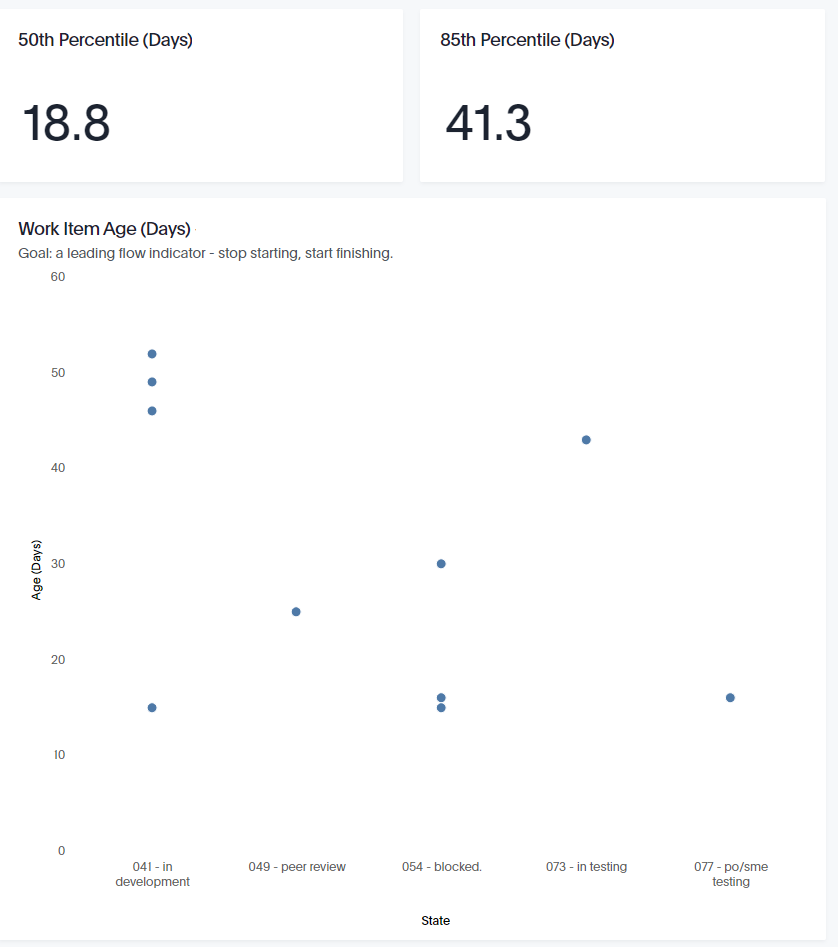 50th Percentile (Days)
85th Percentile (Days)
18.8
41.3
Work Item Age (Days)
Goal: a leading flow indicator - stop starting, start finishing.
60
50
40
30
20
10
0
Age (Days)
041 - in
development
049 - peer review
054 - blocked.
073 - in testing
077 - po/sme
testing
State